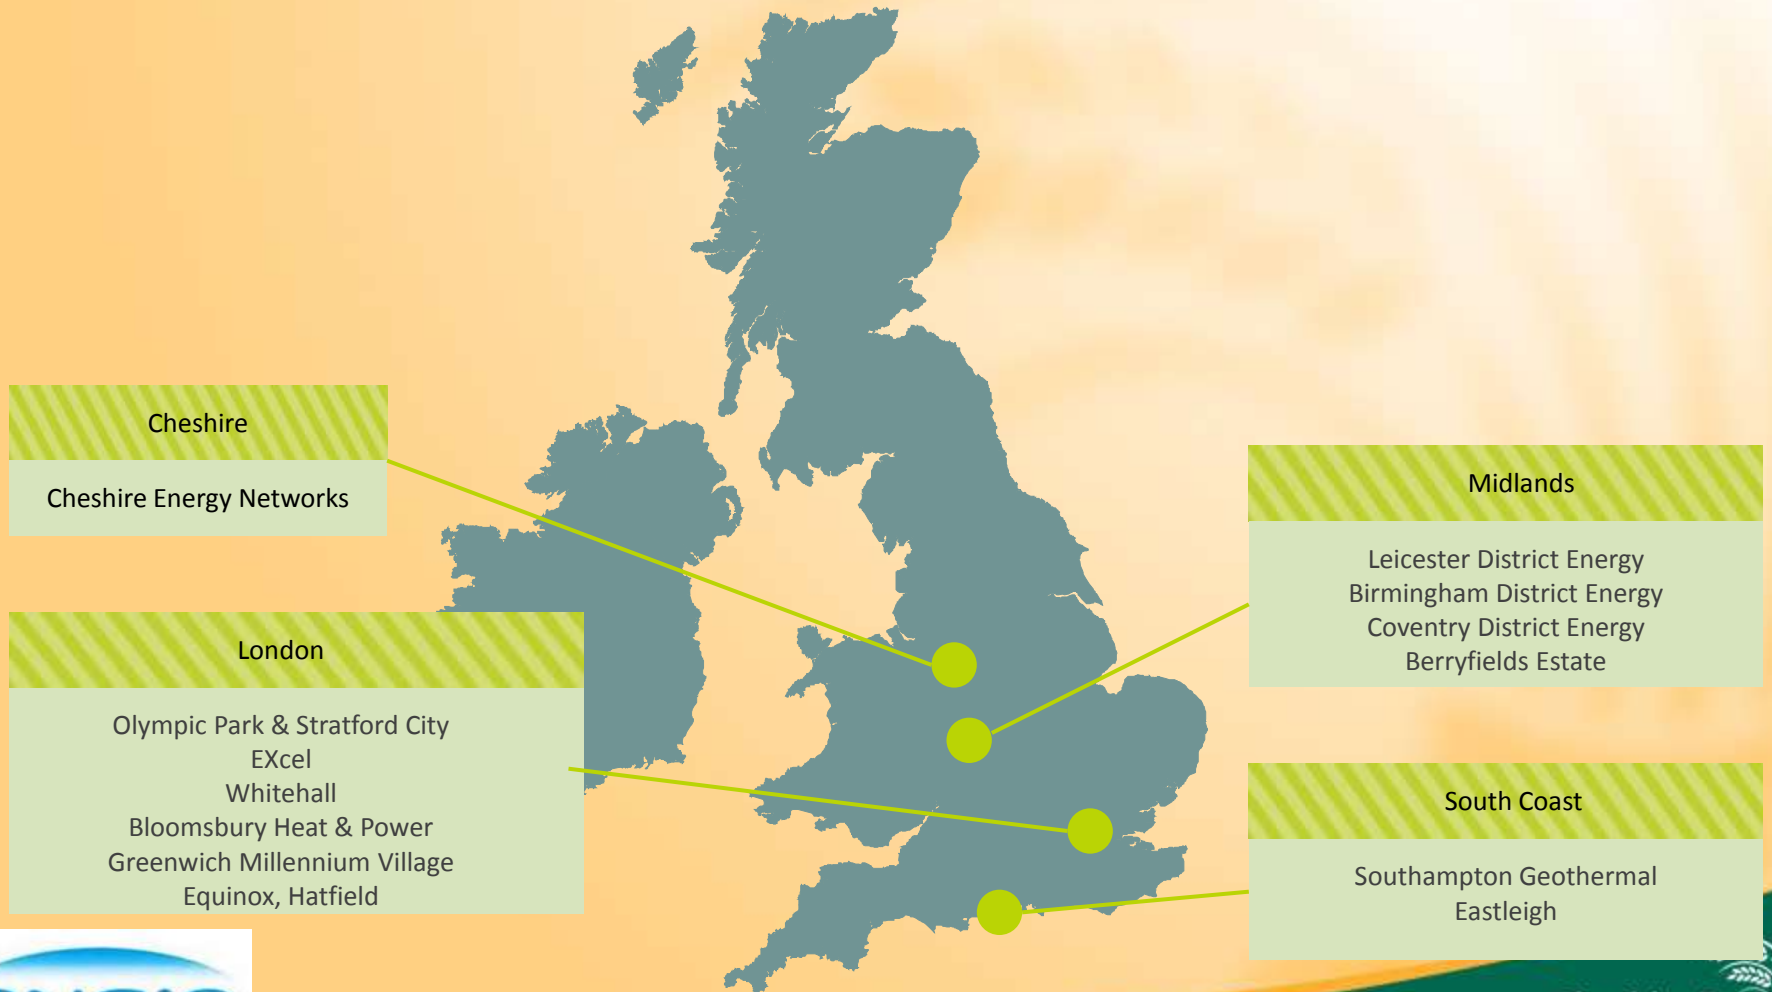 Cheshire
Cheshire Energy Networks
London
Olympic Park & Stratford City
EXcel
Whitehall
Bloomsbury Heat & Power
Greenwich Millennium Village
Equinox, Hatfield
Midlands
Leicester District Energy
Birmingham District Energy
Coventry District Energy
Berryfields Estate
South Coast
Southampton Geothermal
Eastleigh